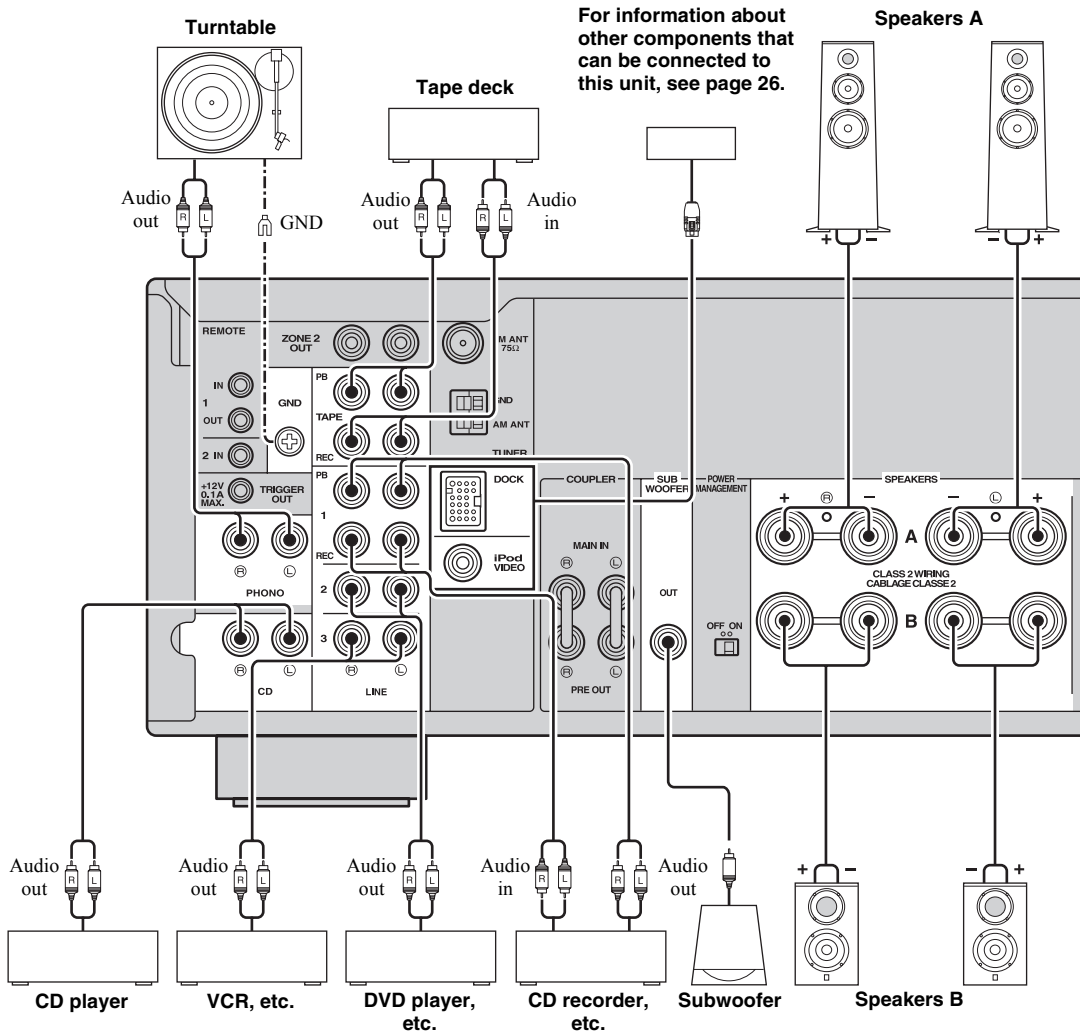 For information about
other components that
can be connected to
this unit, see page 26.
Speakers A
Turntable
Tape deck
Audio
out
R L
GND
Audio
out
R L
R L
Audio
in
+ −
− +
REMOTE
ZONE 2
OUT
M ANT
75Ω
IN
1
OUT
2 IN
GND
PB
TAPE
REC
GND
AM ANT
TUNER
+12V
0.1A
MAX.
TRIGGER
OUT
PB
1
REC
DOCK
iPod
VIDEO
R L
PHONO
2
3
R L
CD
R L
LINE
COUPLER
MAIN IN
R L
R L
PRE OUT
SUB
WOOFER
OUT
POWER
MANAGEMENT
OFF ON
SPEAKERS
+ R − − L +
A
CLASS 2 WIRING
CABLAGE CLASSE 2
B
Audio
out
R L
Audio
out
R L
Audio
out
R L
Audio
in
R L
R L
Audio
out
+ −
− +
CD player
VCR, etc.
DVD player,
etc.
CD recorder,
etc.
Subwoofer
Speakers B